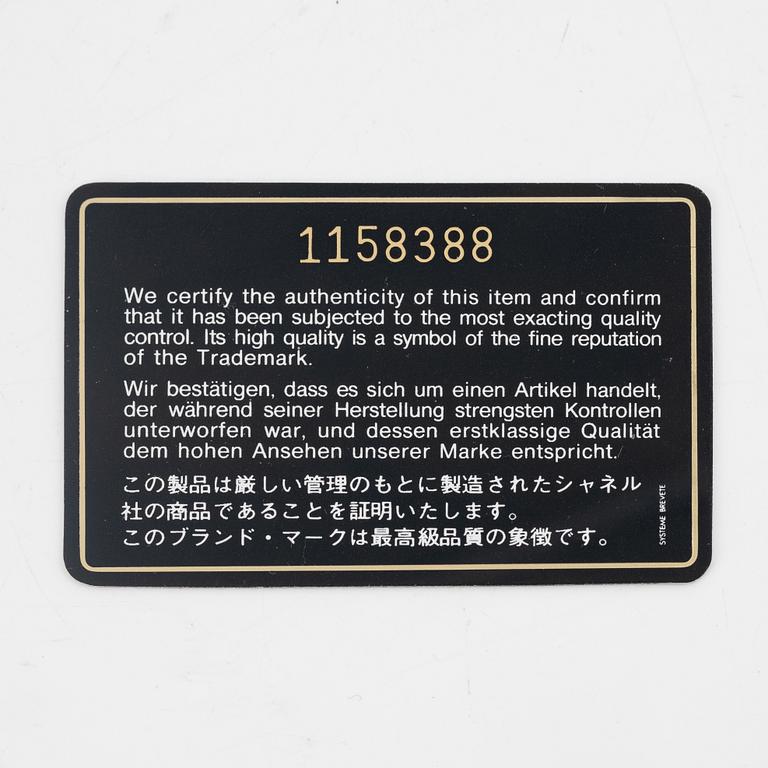 1158388
We certify the authenticity of this item and confirm
that it has been subjected to the most exacting quality
control. Its high quality is a symbol of the fine reputation
of the Trademark.
Wir bestätigen, dass es sich um einen Artikel handelt,
der während seiner Herstellung strengsten Kontrollen
unterworfen war, und dessen erstklassige Qualität
dem hohen Ansehen unserer Marke entspricht.
この製品は厳しい管理のもとに製造されたシャネル
社の商品であることを証明いたします。
このブランド・マークは最高級品質の象徴です。
SYSTEME BREVETE